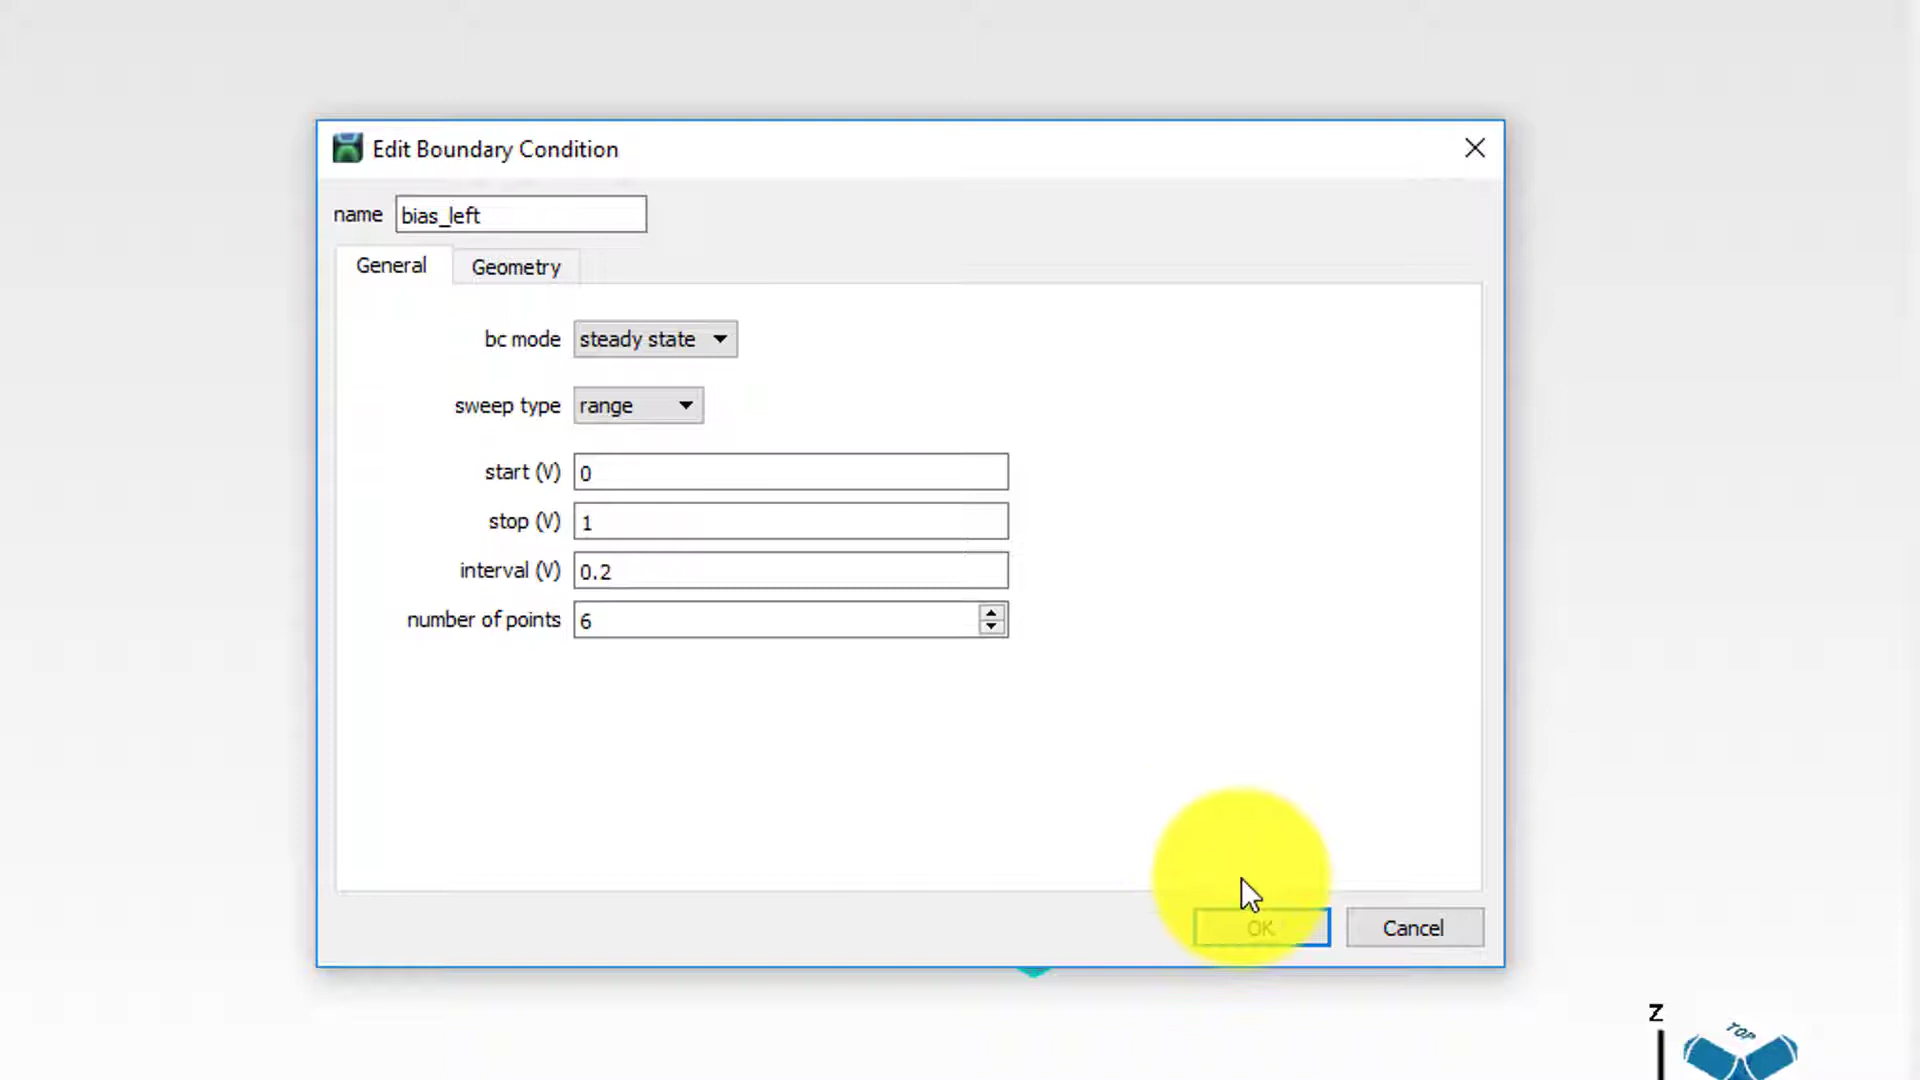 Edit Boundary Condition
name bias_left
General Geometry
bc mode steady state
sweep type range
start (V) 0
stop (V) 1
interval (V) 0.2
number of points 6
OK Cancel
Z
TOP